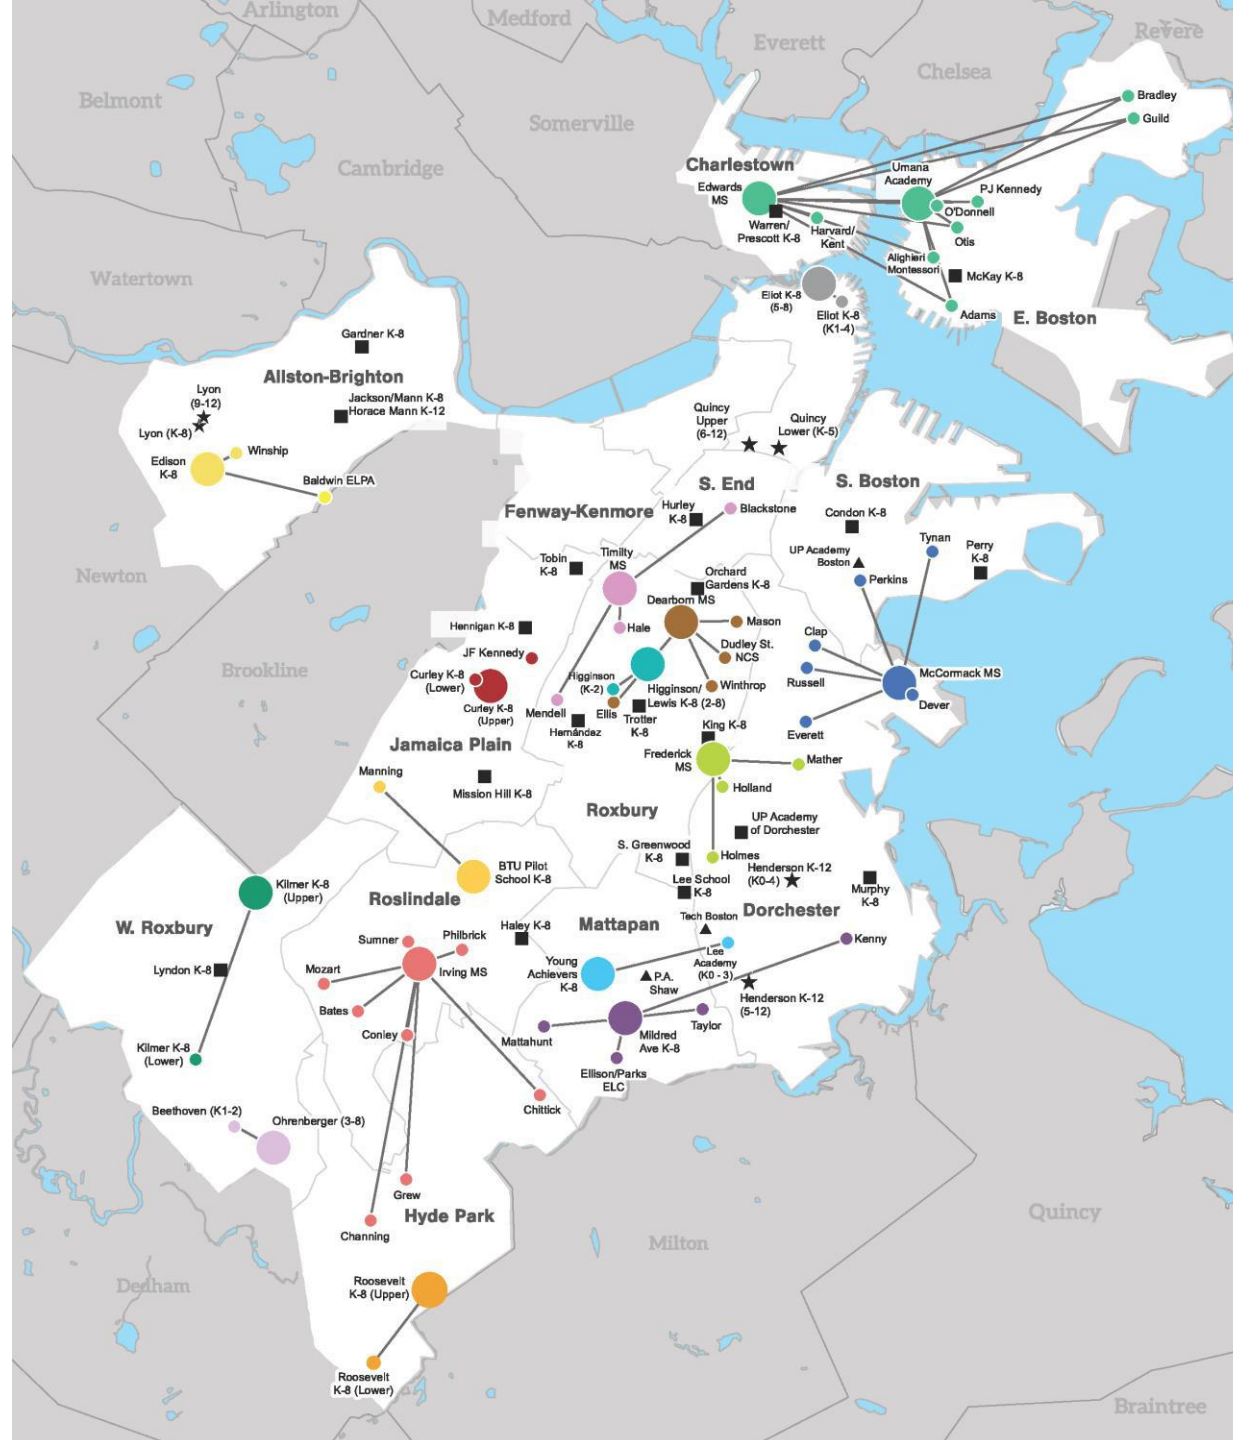 Arlington
Medford
Revere
Everett
Chelsea
Belmont
Somerville
Cambridge
Bradley
Guild
Charlestown
Umana
Academy
Edwards
MS
PJ Kennedy
O'Donnell
Warren/
Prescott K-8
Harvard/
Kent
Otis
Alighieri
Montessori
McKay K-8
Watertown
Eliot K-8
(5-8)
Eliot K-8
(K1-4)
Adams
E. Boston
Gardner K-8
Allston-Brighton
Lyon
(9-12)
Jackson/Mann K-8
Horace Mann K-12
Lyon (K-8)
Quincy
Upper
(6-12)
Quincy
Lower (K-5)
Edison
K-8
Winship
Baldwin ELPA
S. End
S. Boston
Fenway-Kenmore
Hurley
K-8
Blackstone
Condon K-8
Tynan
Newton
Tobin
K-8
Timilty
MS
Orchard
Gardens K-8
UP Academy
Boston
Perry
K-8
Perkins
Dearborn MS
Hennigan K-8
Hale
Mason
Clap
Brookline
JF Kennedy
Dudley St.
NCS
Curley K-8
(Lower)
Higginson
(K-2)
Higginson/
Lewis K-8 (2-8)
Winthrop
Russell
McCormack MS
Dever
Curley K-8
(Upper)
Mendell
Ellis
Trotter
K-8
Hernández
K-8
King K-8
Everett
Jamaica Plain
Frederick
MS
Mather
Manning
Mission Hill K-8
Holland
Roxbury
UP Academy
of Dorchester
S. Greenwood
K-8
Holmes
BTU Pilot
School K-8
Henderson K-12
(K0-4)
Lee School
K-8
Murphy
K-8
Kilmer K-8
(Upper)
Roslindale
W. Roxbury
Mattapan
Dorchester
Haley K-8
Tech Boston
Sumner
Philbrick
Kenny
Lyndon K-8
Mozart
Irving MS
Young
Achievers
K-8
P.A.
Shaw
Lee
Academy
(K0 - 3)
Henderson K-12
(5-12)
Bates
Conley
Mattahunt
Mildred
Ave K-8
Taylor
Kilmer K-8
(Lower)
Ellison/Parks
ELC
Beethoven (K1-2)
Ohrenberger (3-8)
Chittick
Grew
Hyde Park
Channing
Quincy
Milton
Dedham
Roosevelt
K-8 (Upper)
Roosevelt
K-8 (Lower)
Braintree